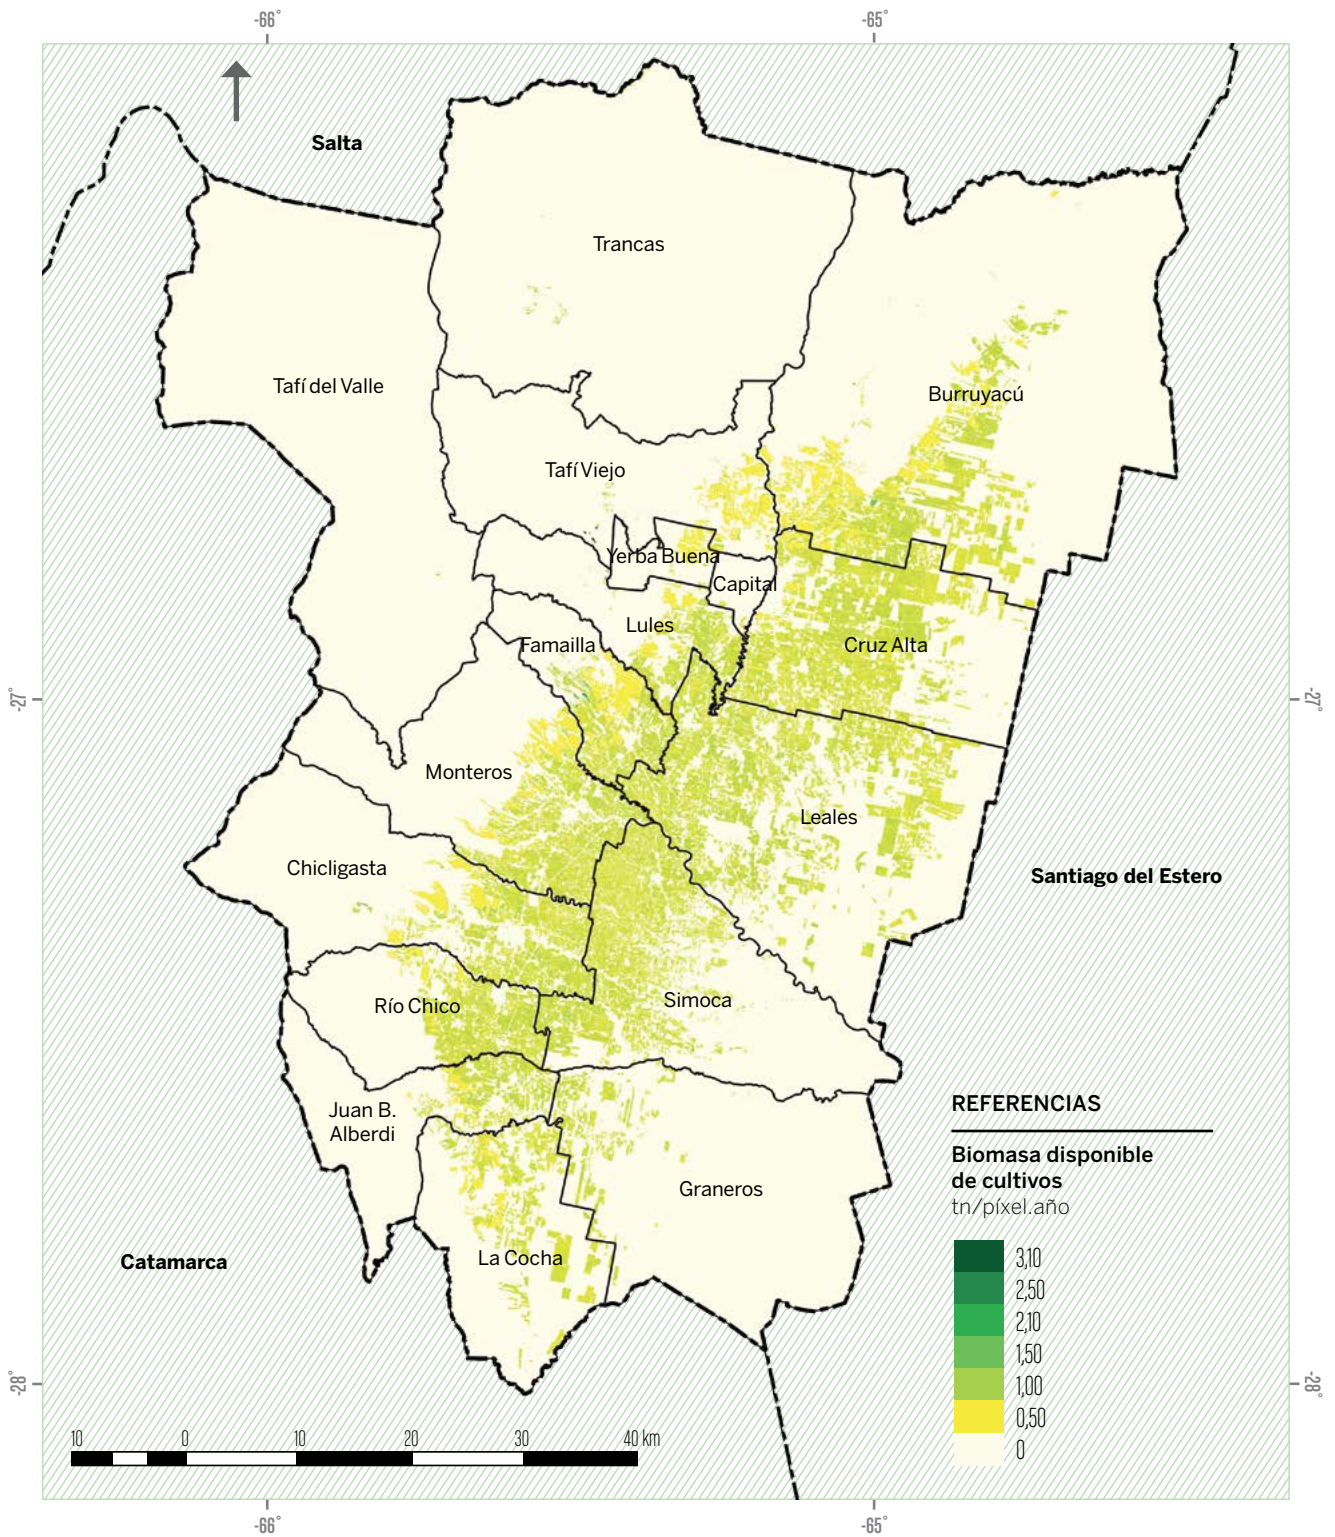 -66°
-65°
Salta
Trancas
Tafí del Valle
Burruyacú
Tafí Viejo
Yerba Buena
Capital
Lules
Famailla
Cruz Alta
-27°
-27°
Monteros
Leales
Chicligasta
Santiago del Estero
Simoca
Río Chico
Juan B.
Alberdi
Graneros
La Cocha
Catamarca
REFERENCIAS
Biomasa disponible
de cultivos
tn/píxel.año
3,10
2,50
2,10
1,50
1,00
0,50
0
-28°
-28°
10 0 10 20 30 40 km
-66°
-65°